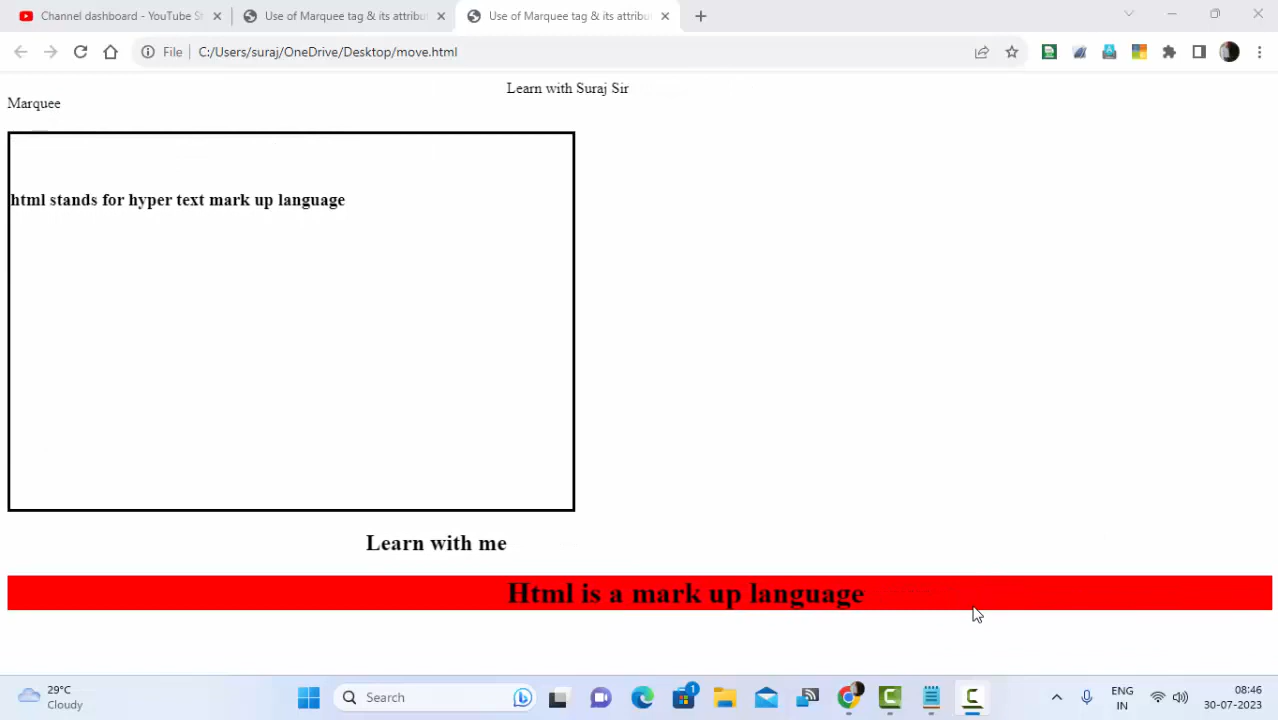 Channel dashboard - YouTube St
Use of Marquee tag & its attribu
Use of Marquee tag & its attribu
File
C:/Users/suraj/OneDrive/Desktop/move.html
Learn with Suraj Sir
Marquee
html stands for hyper text mark up language
Learn with me
Html is a mark up language
29°C
Cloudy
Search
1
ENG
IN
08:46
30-07-2023